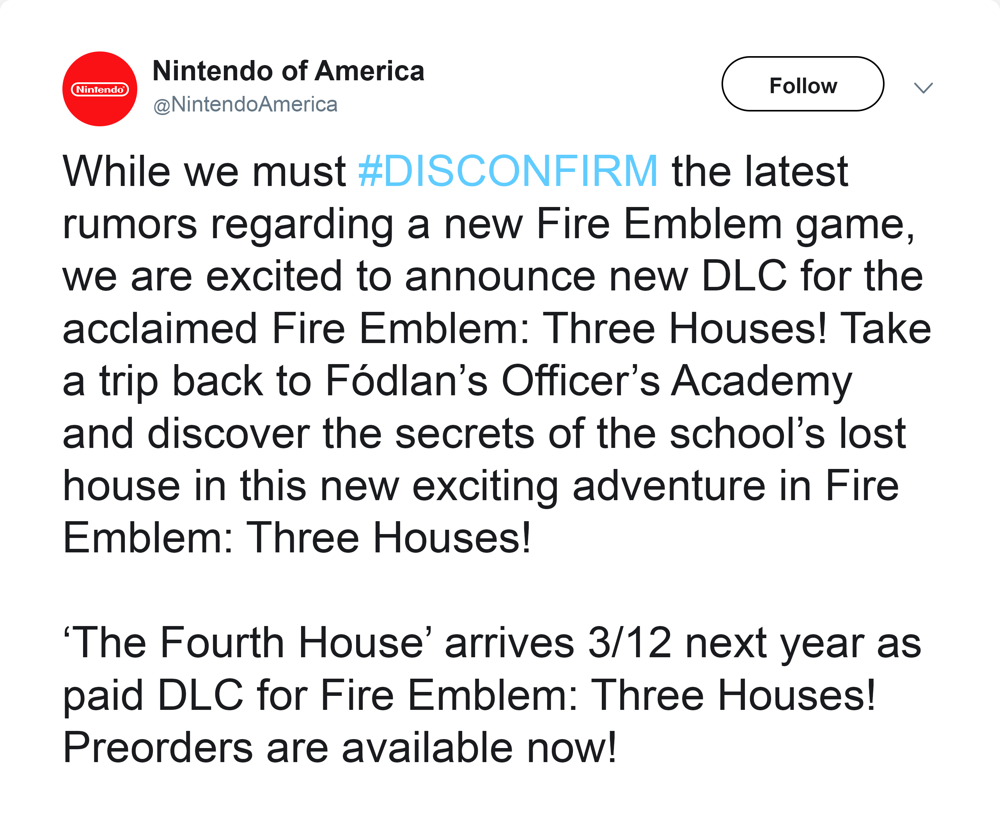 Nintendo®
Nintendo of America
@NintendoAmerica
Follow
While we must #DISCONFIRM the latest
rumors regarding a new Fire Emblem game,
we are excited to announce new DLC for the
acclaimed Fire Emblem: Three Houses! Take
a trip back to Fódlan’s Officer’s Academy
and discover the secrets of the school’s lost
house in this new exciting adventure in Fire
Emblem: Three Houses!
‘The Fourth House’ arrives 3/12 next year as
paid DLC for Fire Emblem: Three Houses!
Preorders are available now!